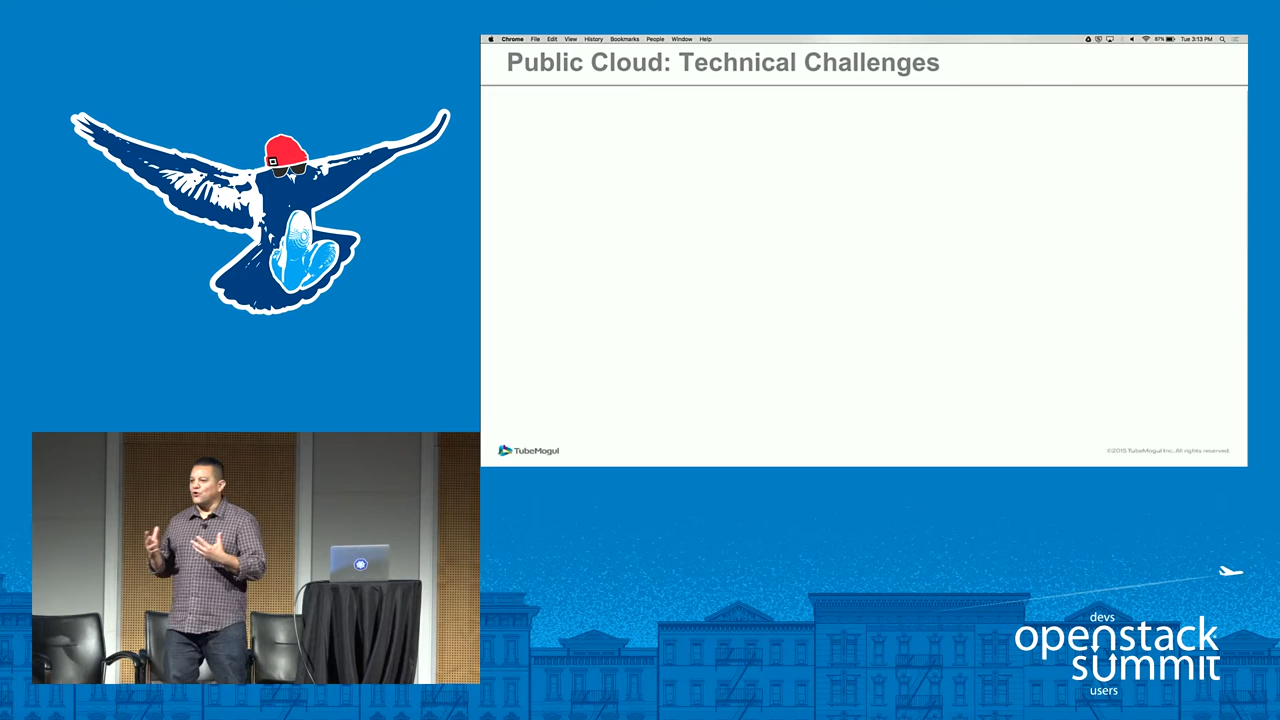 Chrome File Edit View History Bookmarks People Window Help
87% Tue 3:13 PM
Public Cloud: Technical Challenges
TubeMogul
©2015 TubeMogul Inc. All rights reserved.
devs
openstack
summit
users